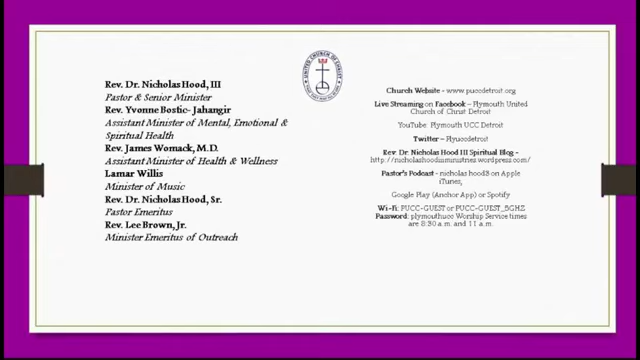 Rev. Dr. Nicholas Hood, III
Pastor & Senior Minister
Rev. Yvonne Bostic- Jahangir
Assistant Minister of Mental, Emotional &
Spiritual Health
Rev. James Womack, M.D.
Assistant Minister of Health & Wellness
Lamar Willis
Minister of Music
Rev. Dr. Nicholas Hood, Sr.
Pastor Emeritus
Rev. Lee Brown, Jr.
Minister Emeritus of Outreach
UNITED CHURCH OF CHRIST
Church Website - www.puccdetroit.org
Live Streaming on Facebook – Plymouth United
Church of Christ Detroit
YouTube: Plymouth UCC Detroit
Twitter – Plyuccdetroit
Rev. Dr. Nicholas Hood III Spiritual Blog –
http://nicholashoodiiiministries.wordpress.com/
Pastor's Podcast - nicholas hood3 on Apple
iTunes,
Google Play (Anchor App) or Spotify
Wi-Fi: PUCC-GUEST or PUCC-GUEST_5GHZ
Password: plymouthucc Worship Service times
are 8:30 a.m. and 11 a.m.